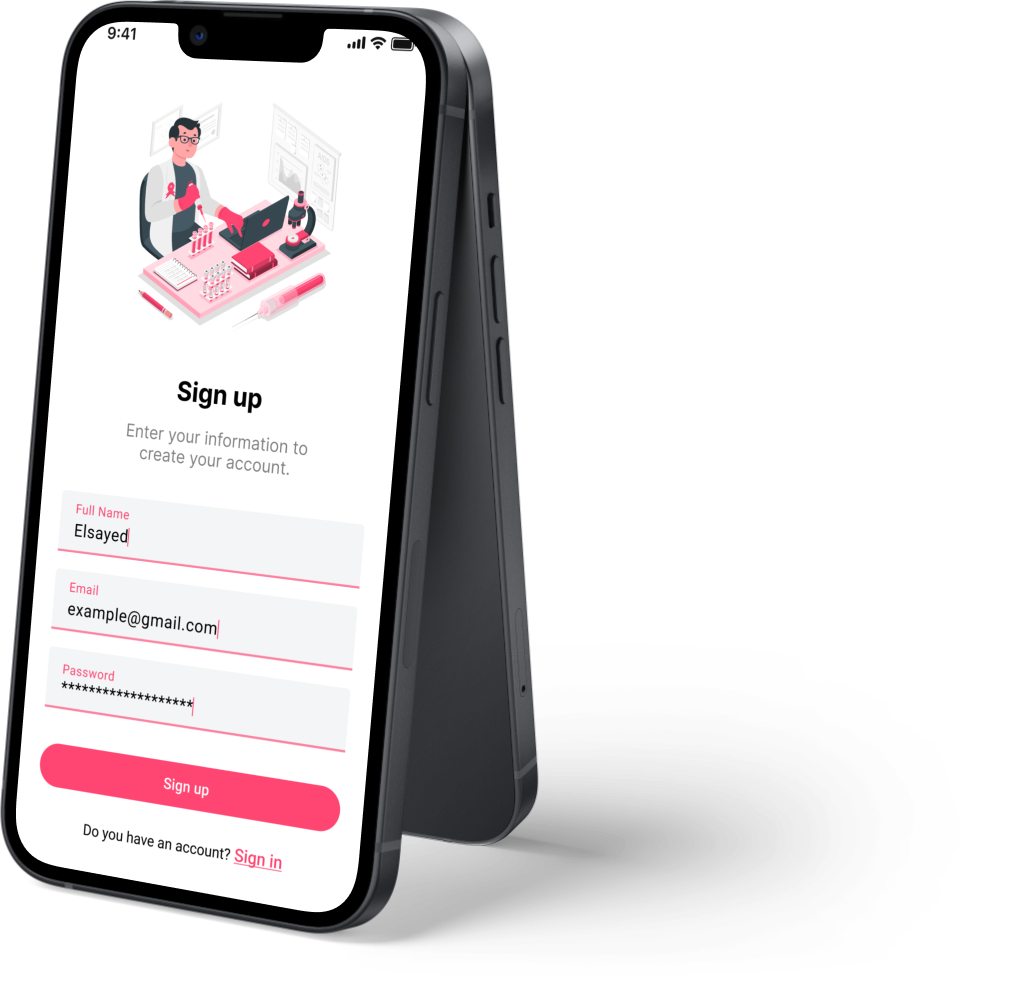 9:41
Sign up
Enter your information to
create your account.
Full Name
Elsayed
Email
example@gmail.com
Password
*******************
Sign up
Do you have an account? Sign in